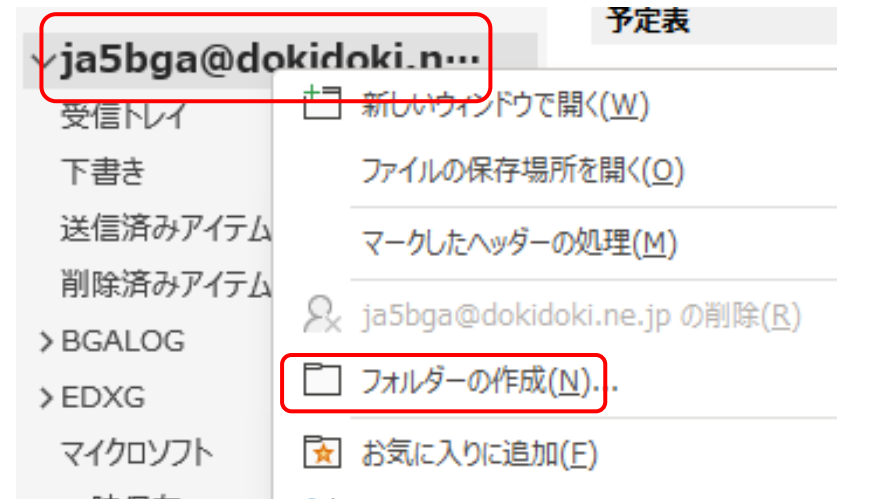 予定表
ja5bga@dokidoki.n…
受信トレイ
下書き
送信済みアイテム
削除済みアイテム
BGALOG
EDXG
マイクロソフト
新しいウィンドウで開く(W)
ファイルの保存場所を開く(O)
マークしたヘッダーの処理(M)
ja5bga@dokidoki.ne.jp の削除(R)
フォルダーの作成(N)...
お気に入りに追加(F)